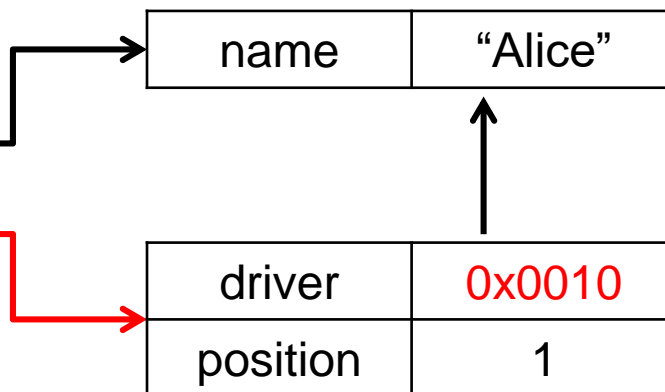 name “Alice”
driver 0x0010
position 1